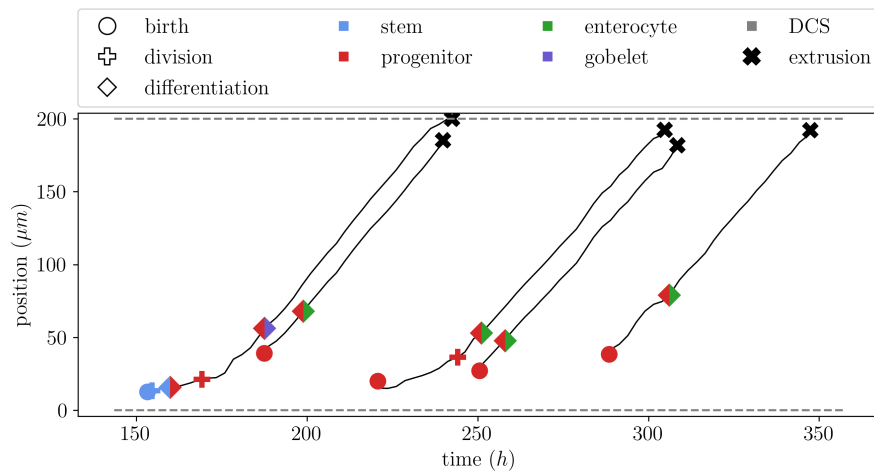 birth
stem
enterocyte
DCS
division
progenitor
gobelet
extrusion
differentiation
200
150
100
50
0
position (μm)
150
200
250
300
350
time (h)